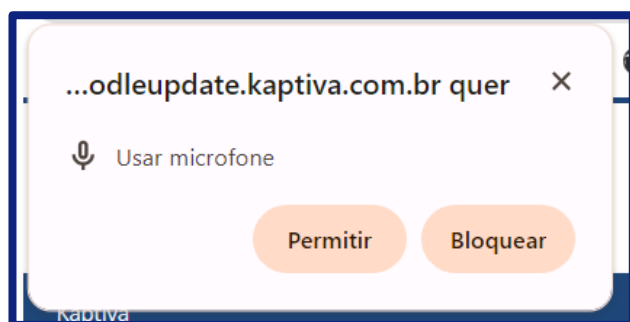 ...odleupdate.kaptiva.com.br quer
Usar microfone
Permitir
Bloquear
Kaptiva